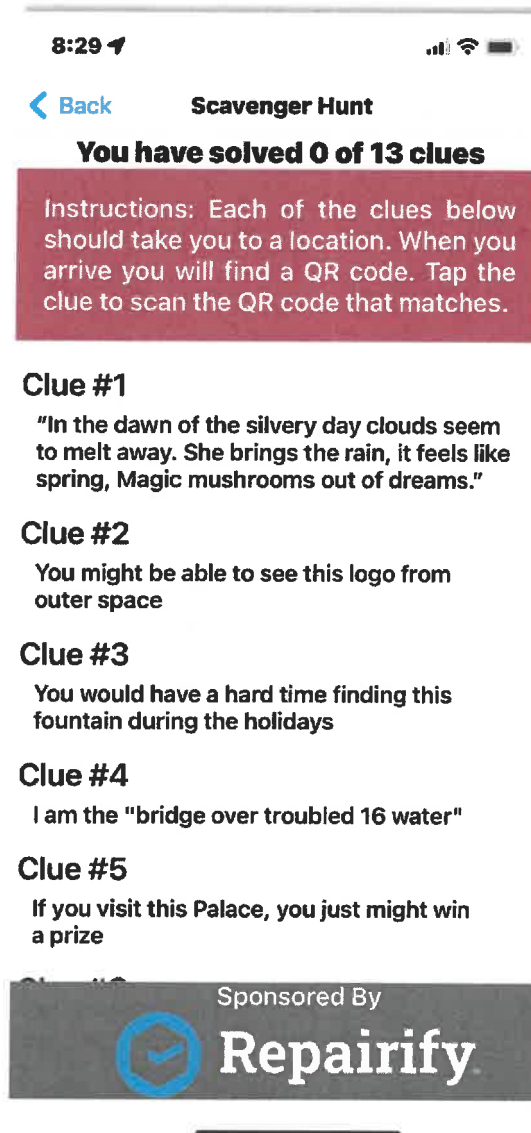 8:29
Back
Scavenger Hunt
You have solved 0 of 13 clues
Instructions: Each of the clues below
should take you to a location. When you
arrive you will find a QR code. Tap the
clue to scan the QR code that matches.
Clue #1
"In the dawn of the silvery day clouds seem
to melt away. She brings the rain, it feels like
spring, Magic mushrooms out of dreams."
Clue #2
You might be able to see this logo from
outer space
Clue #3
You would have a hard time finding this
fountain during the holidays
Clue #4
I am the "bridge over troubled 16 water"
Clue #5
If you visit this Palace, you just might win
a prize
Sponsored By
Repairify